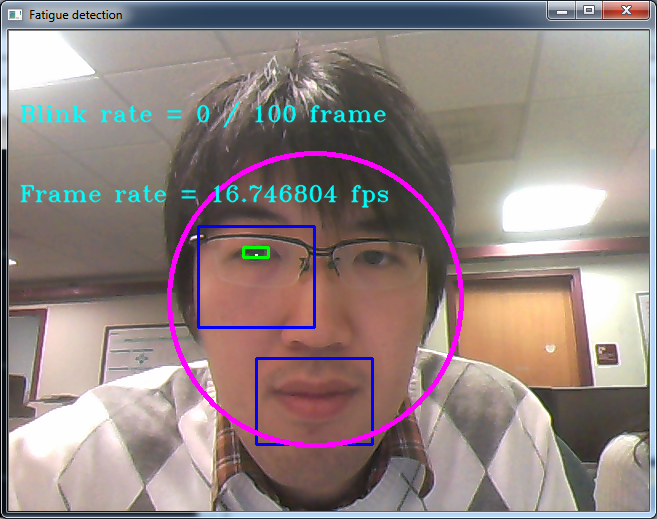 Fatigue detection
Blink rate = 0 / 100 frame
Frame rate = 16.746804 fps